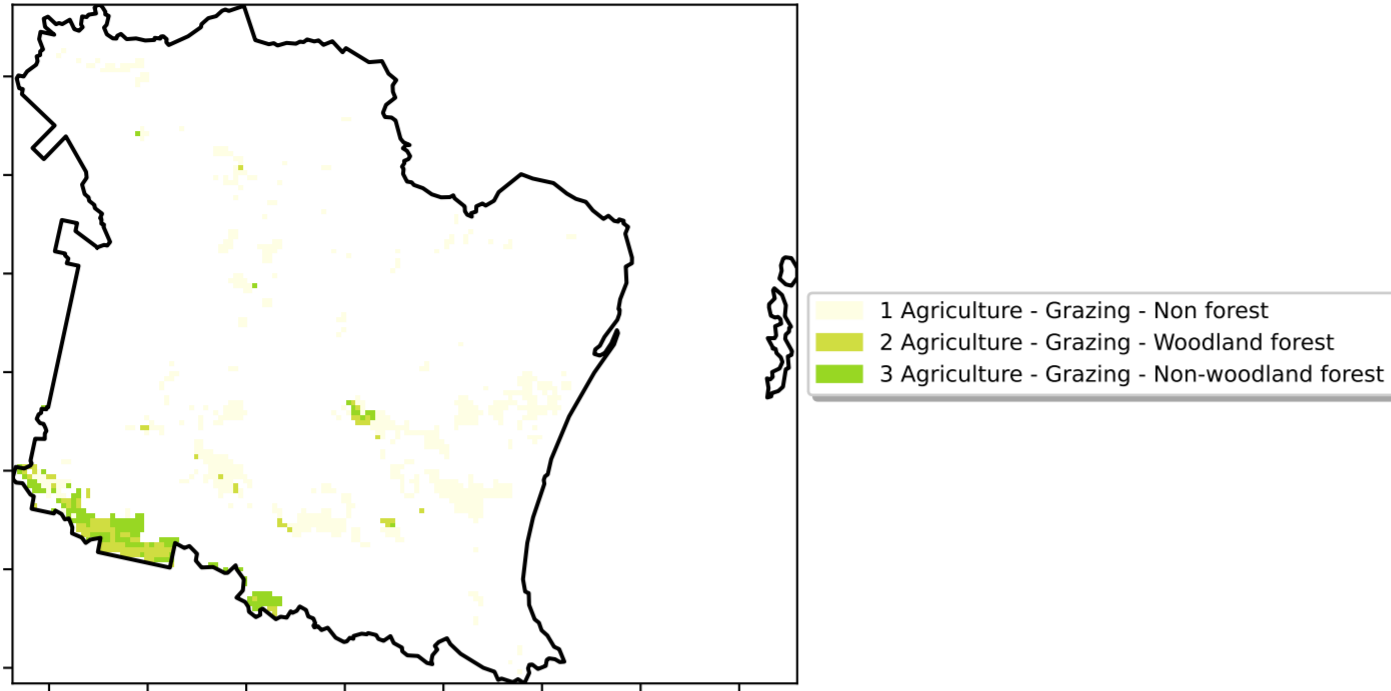 1 Agriculture - Grazing - Non forest
2 Agriculture - Grazing - Woodland forest
3 Agriculture - Grazing - Non-woodland forest